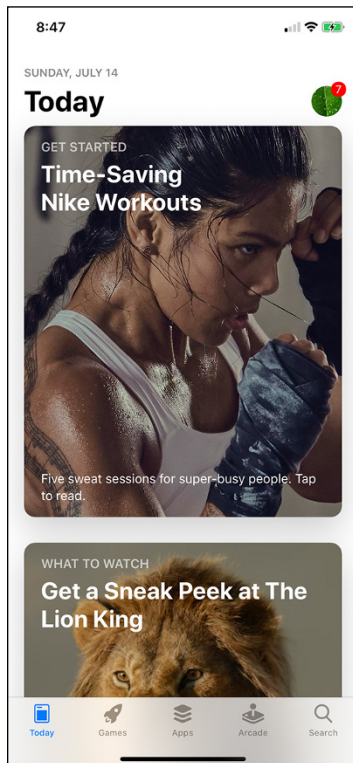 8:47
SUNDAY, JULY 14
Today
7
GET STARTED
Time-Saving
Nike Workouts
Five sweat sessions for super-busy people. Tap
to read.
WHAT TO WATCH
Get a Sneak Peek at The
Lion King
Today
Games
Apps
Arcade
Search